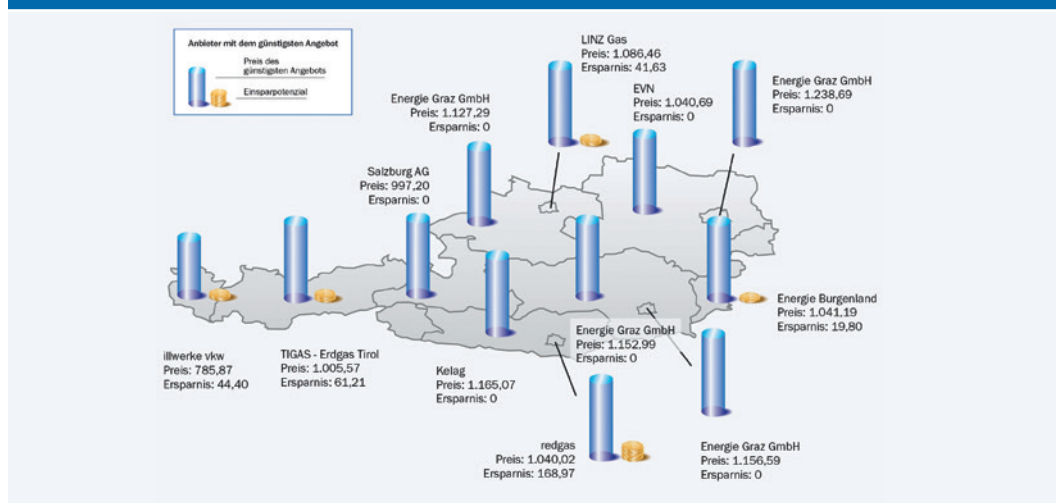 Anbieter mit dem günstigsten Angebot
Preis des
günstigsten Angebots
Einsparpotenzial
LINZ Gas
Preis: 1.086,46
Ersparnis: 41,63
Energie Graz GmbH
Preis: 1.238,69
Ersparnis: 0
EVN
Preis: 1.040,69
Ersparnis: 0
Energie Graz GmbH
Preis: 1.127,29
Ersparnis: 0
Salzburg AG
Preis: 997,20
Ersparnis: 0
Energie Burgenland
Preis: 1.041,19
Ersparnis: 19,80
Energie Graz GmbH
Preis: 1.152,99
Ersparnis: 0
illwerke vkw
Preis: 785,87
Ersparnis: 44,40
TIGAS - Erdgas Tirol
Preis: 1.005,57
Ersparnis: 61,21
Kelag
Preis: 1.165,07
Ersparnis: 0
redgas
Preis: 1.040,02
Ersparnis: 168,97
Energie Graz GmbH
Preis: 1.156,59
Ersparnis: 0